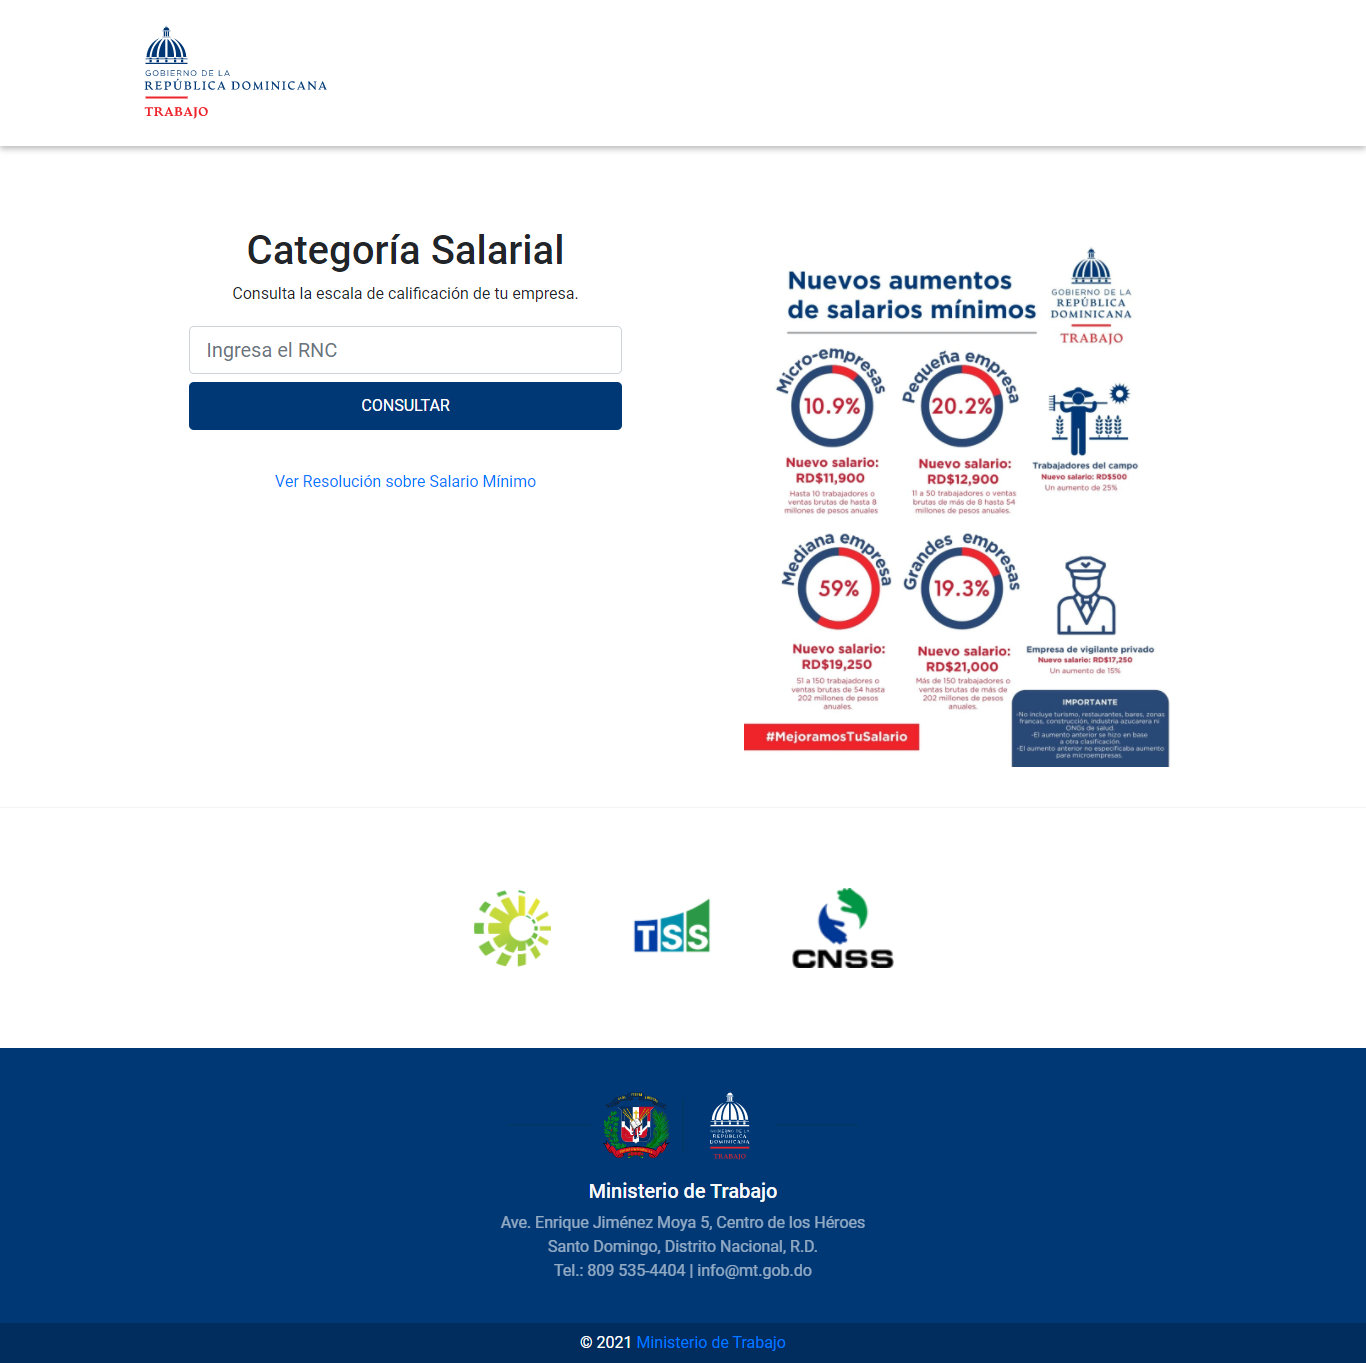 GOBIERNO DE LA
REPÚBLICA DOMINICANA
TRABAJO
Categoría Salarial
Consulta la escala de calificación de tu empresa.
Ingresa el RNC
CONSULTAR
Ver Resolución sobre Salario Mínimo
Nuevos aumentos
de salarios mínimos
GOBIERNO DE LA
REPÚBLICA
DOMINICANA
TRABAJO
Micro-empresas
10.9%
Nuevo salario:
RD$11,900
Hasta 10 trabajadores o
ventas brutas de hasta 8
millones de pesos anuales
Pequeña empresa
20.2%
Nuevo salario:
RD$12,900
11 a 50 trabajadores o ventas
brutas de más de 8 hasta 54
millones de pesos anuales.
Trabajadores del campo
Nuevo salario: RD$500
Un aumento de 25%
Mediana empresa
59%
Nuevo salario:
RD$19,250
51 a 150 trabajadores o
ventas brutas de 54 hasta
202 millones de pesos
anuales.
Grandes empresas
19.3%
Nuevo salario:
RD$21,000
Más de 150 trabajadores o
ventas brutas de más de
202 millones de pesos
anuales.
Empresa de vigilante privado
Nuevo salario: RD$17,250
Un aumento de 15%
IMPORTANTE
-No incluye turismo, restaurantes, bares, zonas
francas, construcción, industria azucarera ni
ONGs de salud.
-El aumento anterior se hizo en base
a otra clasificación.
-El aumento anterior no especificaba aumento
para microempresas.
#MejoramosTuSalario
TSS
CNSS
GOBIERNO DE LA
REPÚBLICA
DOMINICANA
TRABAJO
Ministerio de Trabajo
Ave. Enrique Jiménez Moya 5, Centro de los Héroes
Santo Domingo, Distrito Nacional, R.D.
Tel.: 809 535-4404 | info@mt.gob.do
© 2021 Ministerio de Trabajo